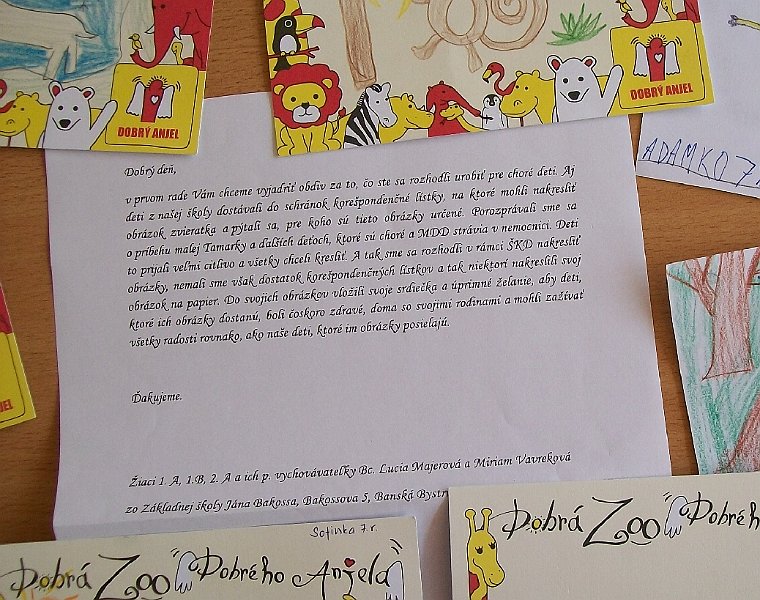 DOBRÝ ANJEL
DOBRÝ ANJEL
ADAMKO 7
Dobrý deň,
v prvom rade Vám chceme vyjadriť obdiv za to, čo ste sa rozhodli urobiť pre choré deti. Aj
deti z našej školy dostávali do schránok korešpondenčné lístky, na ktoré mohli nakresliť
obrázok zvieratka a pýtali sa, pre koho sú tieto obrázky určené. Porozprávali sme sa
o príbehu malej Tamarky a ďalších deťoch, ktoré sú choré a MDD strávia v nemocnici. Deti
to prijali veľmi citlivo a všetky chceli kresliť. A tak sme sa rozhodli v rámci ŠKD nakresliť
obrázky, nemali sme však dostatok korešpondenčných lístkov a tak niektorí nakreslili svoj
obrázok na papier. Do svojich obrázkov vložili svoje srdiečka a úprimné želanie, aby deti,
ktoré ich obrázky dostanú, boli čoskoro zdravé, doma so svojimi rodinami a mohli zažívať
všetky radosti rovnako, ako naše deti, ktoré im obrázky posielajú.
Ďakujeme.
JEL
Žiaci 1. A, 1.B, 2. A a ich p. vychovávateľky Bc. Lucia Majerová a Miriam Vavreková
zo Základnej školy Jána Bakossa, Bakossova 5, Banská Bystr
Sofinka 7 r.
Dobrá Zoo Dobrého Anjela
Dobrá Zoo Dobrého